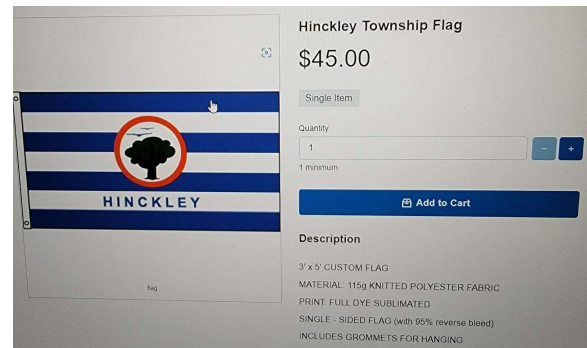 Hinckley Township Flag
$45.00
Single Item
Quantity
1
− +
1 minimum
Add to Cart
HINCKLEY
flag
Description
3' x 5' CUSTOM FLAG
MATERIAL: 115g KNITTED POLYESTER FABRIC
PRINT: FULL DYE SUBLIMATED
SINGLE - SIDED FLAG (with 95% reverse bleed)
INCLUDES GROMMETS FOR HANGING